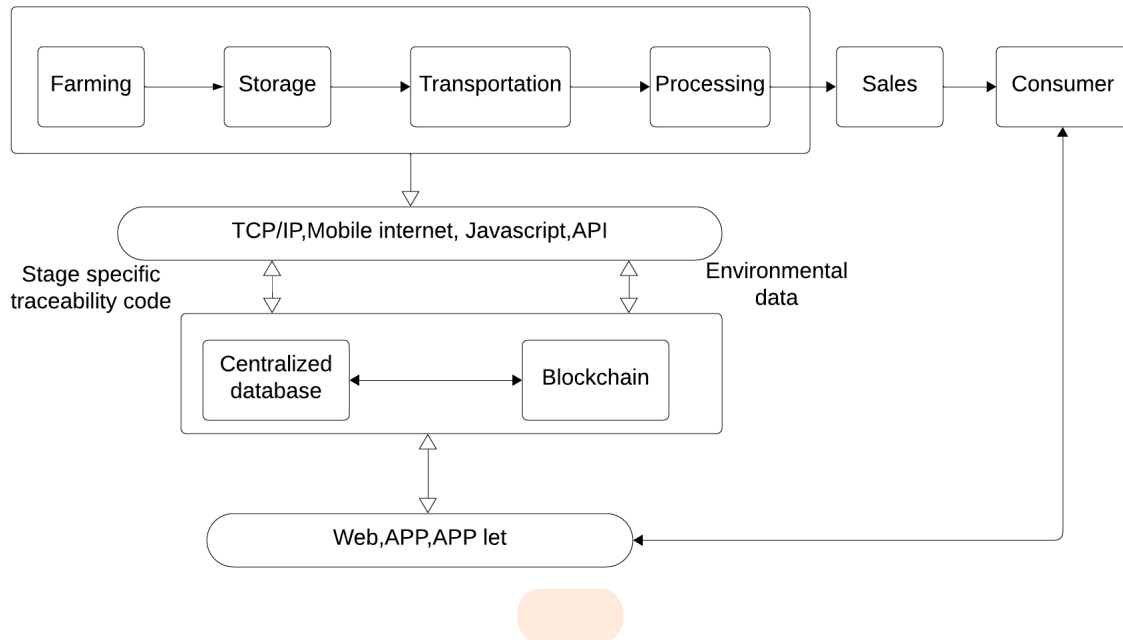 Farming
Storage
Transportation
Processing
Sales
Consumer
TCP/IP,Mobile internet, Javascript,API
Stage specific
traceability code
Environmental
data
Centralized
database
Blockchain
Web,APP,APP let